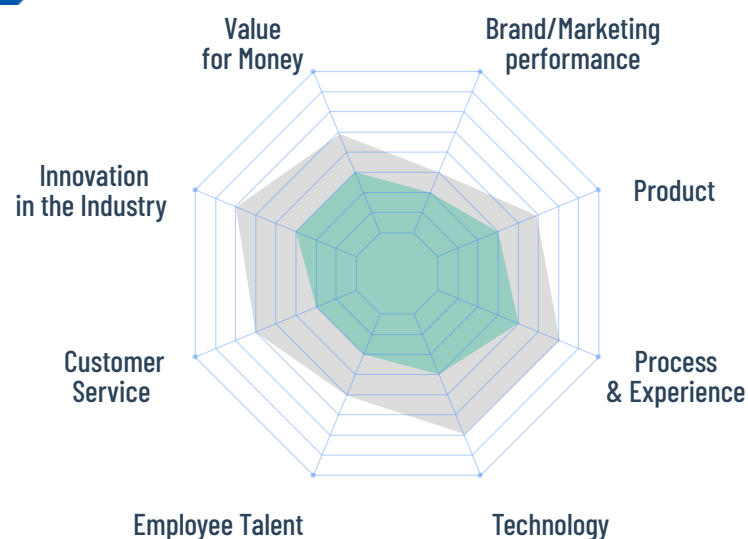 Value
for Money
Brand/Marketing
performance
Innovation
in the Industry
Product
Customer
Service
Process
& Experience
Employee Talent
Technology